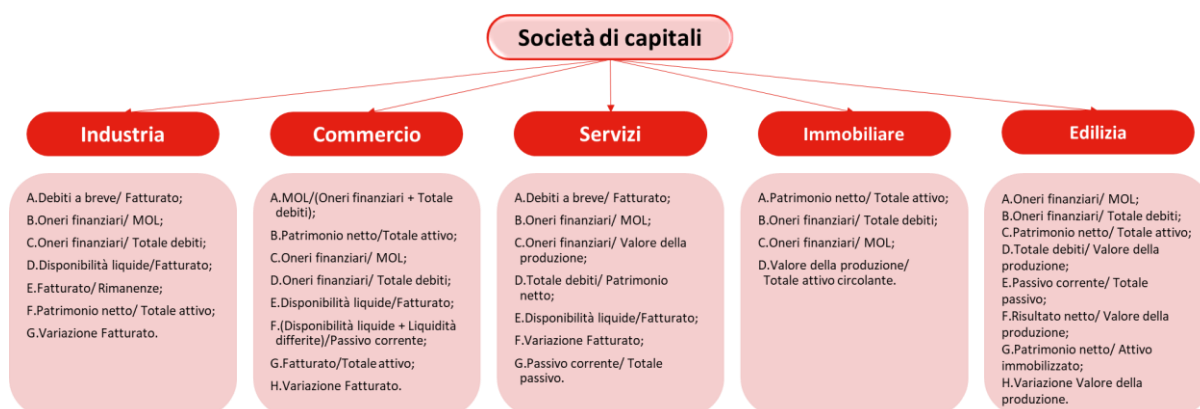 Società di capitali
Industria
A.Debiti a breve/ Fatturato;
B.Oneri finanziari/ MOL;
C.Oneri finanziari/ Totale debiti;
D.Disponibilità liquide/Fatturato;
E.Fatturato/ Rimanenze;
F.Patrimonio netto/ Totale attivo;
G.Variazione Fatturato.
Commercio
A.MOL/(Oneri finanziari + Totale
debiti);
B.Patrimonio netto/Totale attivo;
C.Oneri finanziari/ MOL;
D.Oneri finanziari/ Totale debiti;
E.Disponibilità liquide/Fatturato;
F.(Disponibilità liquide + Liquidità
differite)/Passivo corrente;
G.Fatturato/Totale attivo;
H.Variazione Fatturato.
Servizi
A.Debiti a breve/ Fatturato;
B.Oneri finanziari/ MOL;
C.Oneri finanziari/ Valore della
produzione;
D.Totale debiti/ Patrimonio
netto;
E.Disponibilità liquide/Fatturato;
F.Variazione Fatturato;
G.Passivo corrente/ Totale
passivo.
Immobiliare
A.Patrimonio netto/ Totale attivo;
B.Oneri finanziari/ Totale debiti;
C.Oneri finanziari/ MOL;
D.Valore della produzione/
Totale attivo circolante.
Edilizia
A.Oneri finanziari/ MOL;
B.Oneri finanziari/ Totale debiti;
C.Patrimonio netto/ Totale attivo;
D.Totale debiti/ Valore della
produzione;
E.Passivo corrente/ Totale
passivo;
F.Risultato netto/ Valore della
produzione;
G.Patrimonio netto/ Attivo
immobilizzato;
H.Variazione Valore della
produzione.